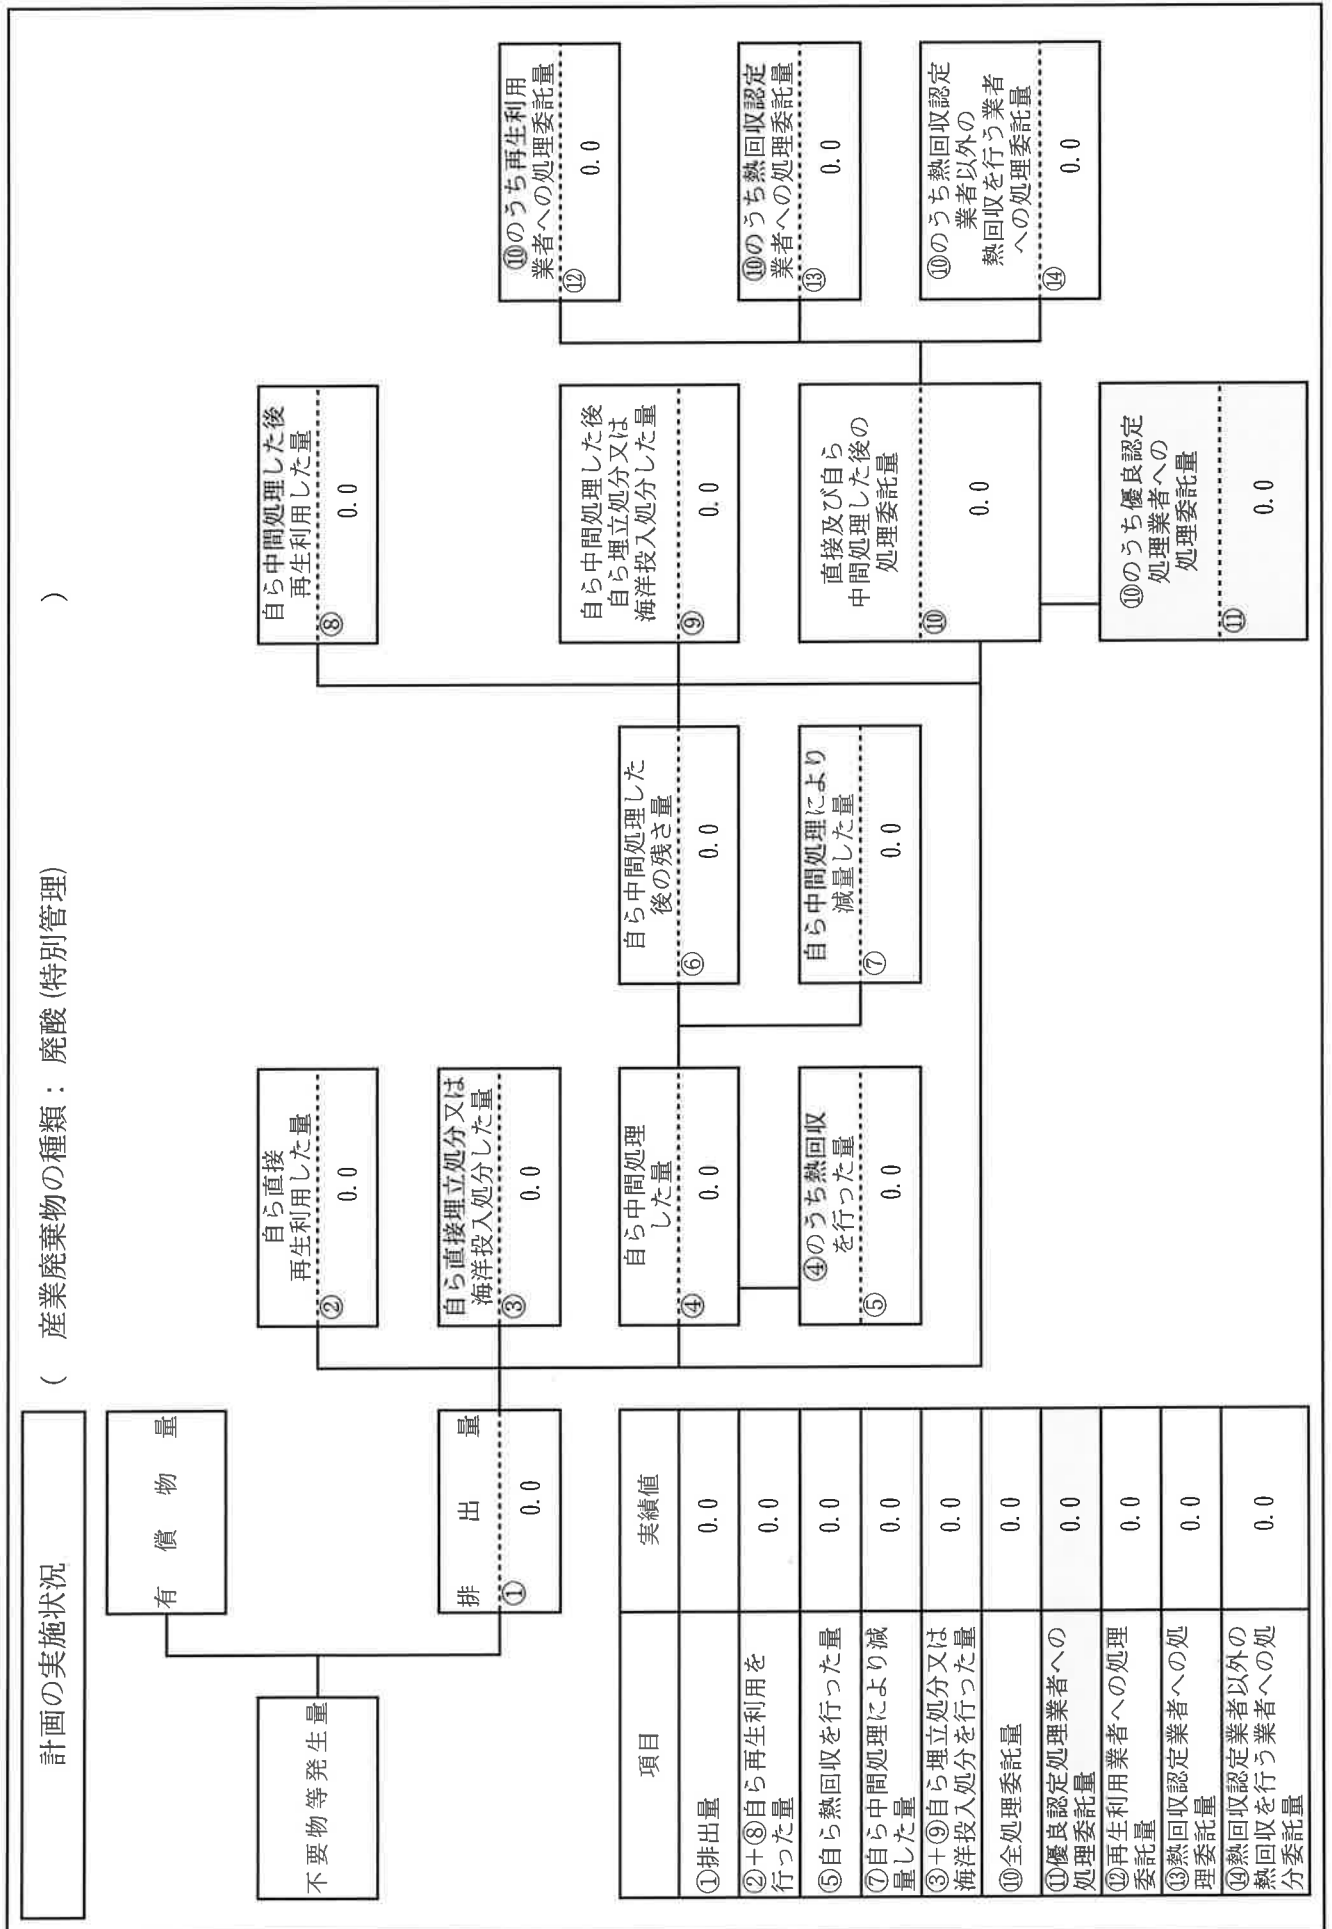 計画の実施状況
( 産業廃棄物の種類： 廃酸(特別管理) )
不要物等発生量
有償物量
排出量
①
0.0
自ら直接
再生利用した量
②
0.0
自ら直接埋立処分又は
海洋投入処分した量
③
0.0
自ら中間処理
した量
④
0.0
④のうち熱回収
を行った量
⑤
0.0
自ら中間処理した
後の残さ量
⑥
0.0
自ら中間処理により
減量した量
⑦
0.0
自ら中間処理した後
再生利用した量
⑧
0.0
自ら中間処理した後
自ら埋立処分又は
海洋投入処分した量
⑨
0.0
直接及び自ら
中間処理した後の
処理委託量
⑩
0.0
⑩のうち優良認定
処理業者への
処理委託量
⑪
0.0
⑩のうち再生利用
業者への処理委託量
⑫
0.0
⑩のうち熱回収認定
業者への処理委託量
⑬
0.0
⑩のうち熱回収認定
業者以外の
熱回収を行う業者
への処理委託量
⑭
0.0
項目 実績値
①排出量 0.0
②＋⑧自ら再生利用を
行った量 0.0
⑤自ら熱回収を行った量 0.0
⑦自ら中間処理により減
量した量 0.0
③＋⑨自ら埋立処分又は
海洋投入処分を行った量 0.0
⑩全処理委託量 0.0
⑪優良認定処理業者への
処理委託量 0.0
⑫再生利用業者への処理
委託量 0.0
⑬熱回収認定業者への処
理委託量 0.0
⑭熱回収認定業者以外の
熱回収を行う業者への処
分委託量 0.0